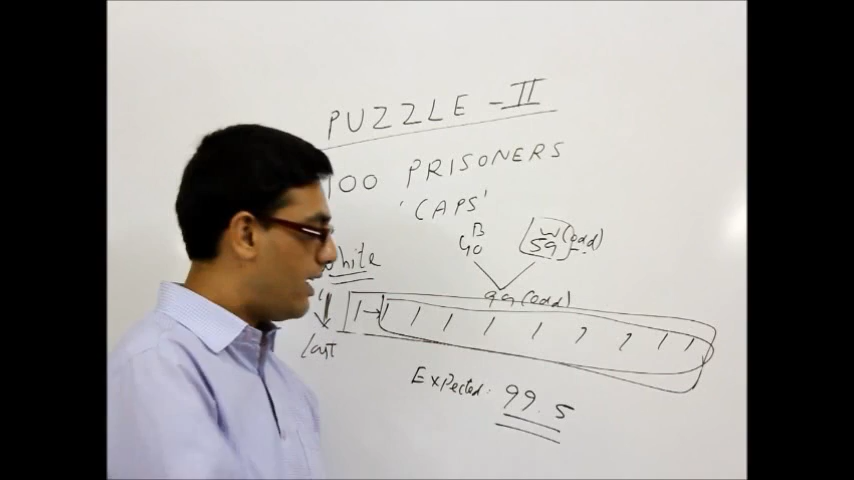 PUZZLE - II
100 PRISONERS
'CAPS'
B W(odd)
40 59
White
99 (odd)
Last
Expected: 99.5